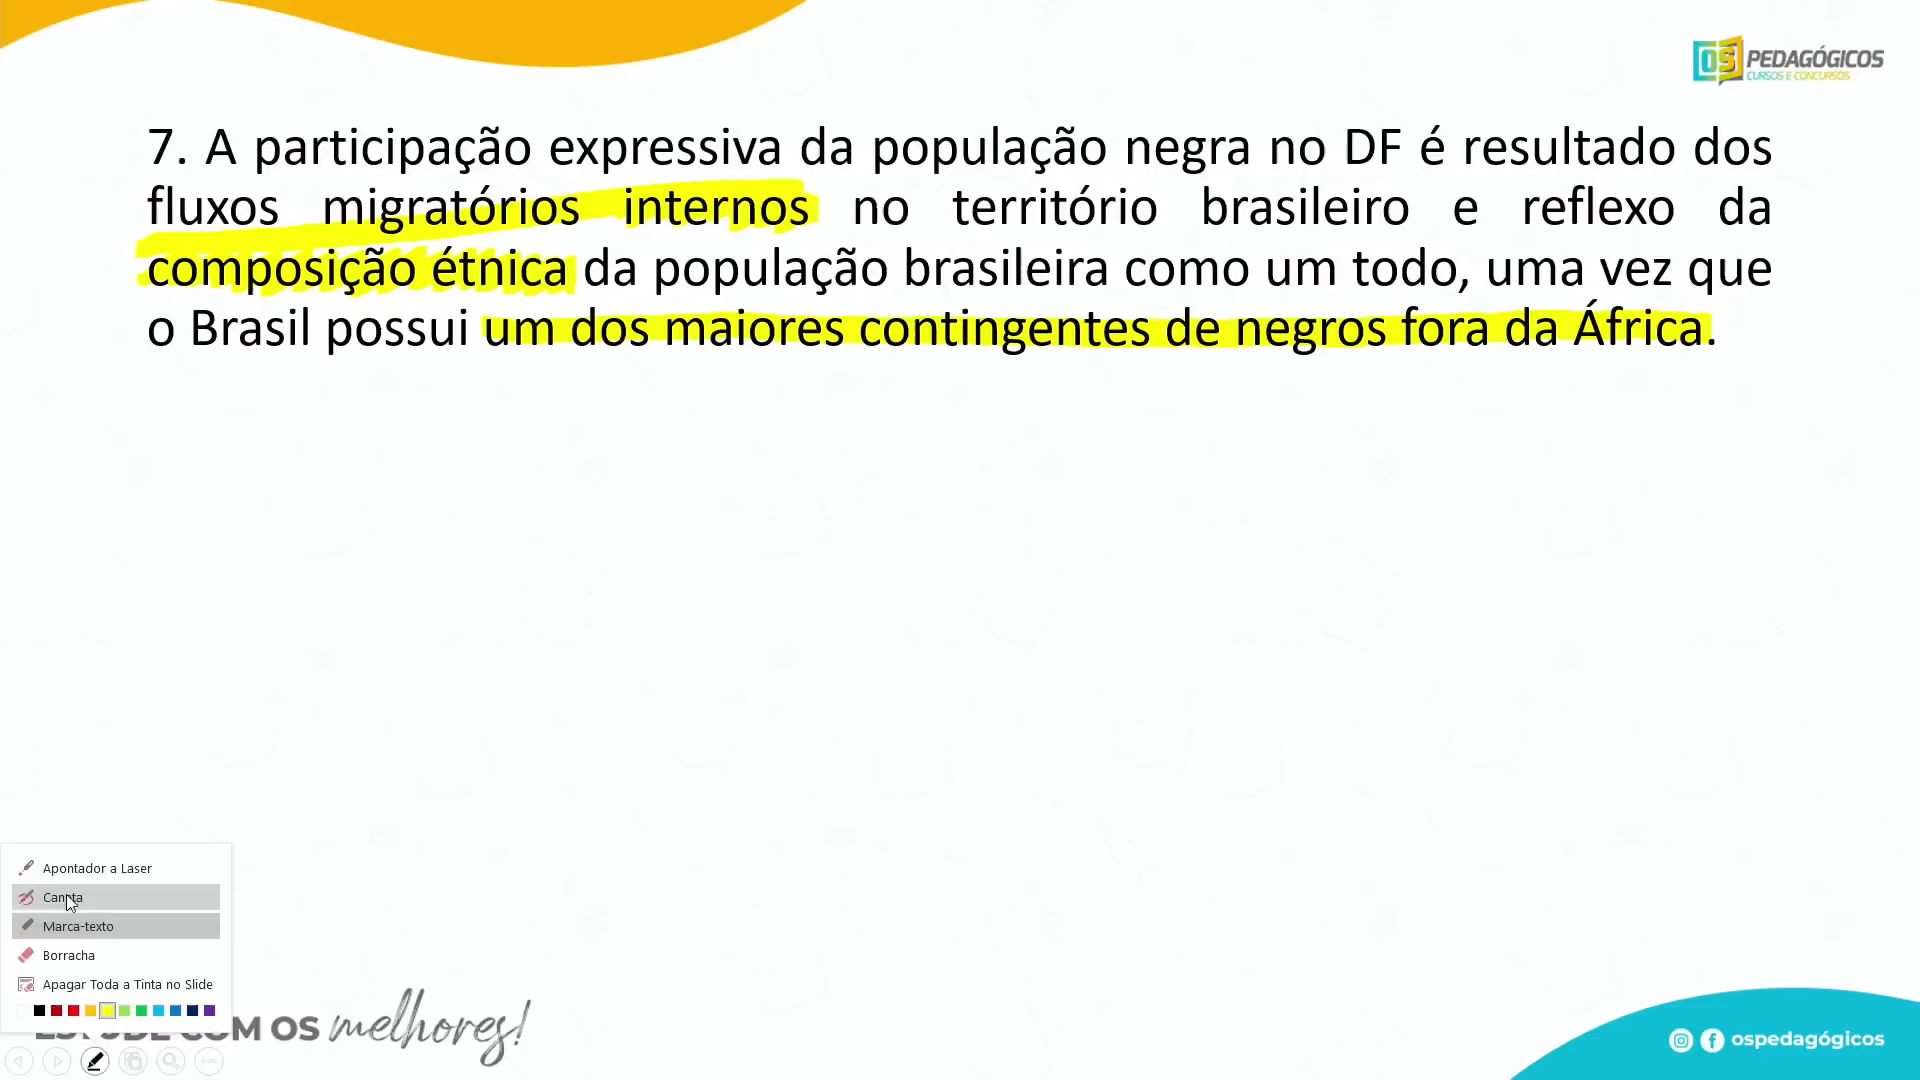 OS PEDAGÓGICOS
CURSOS E CONCURSOS
7. A participação expressiva da população negra no DF é resultado dos
fluxos migratórios internos no território brasileiro e reflexo da
composição étnica da população brasileira como um todo, uma vez que
o Brasil possui um dos maiores contingentes de negros fora da África.
Apontador a Laser
Caneta
Marca-texto
Borracha
Apagar Toda a Tinta no Slide
ESTUDE COM OS melhores!
ospedagógicos